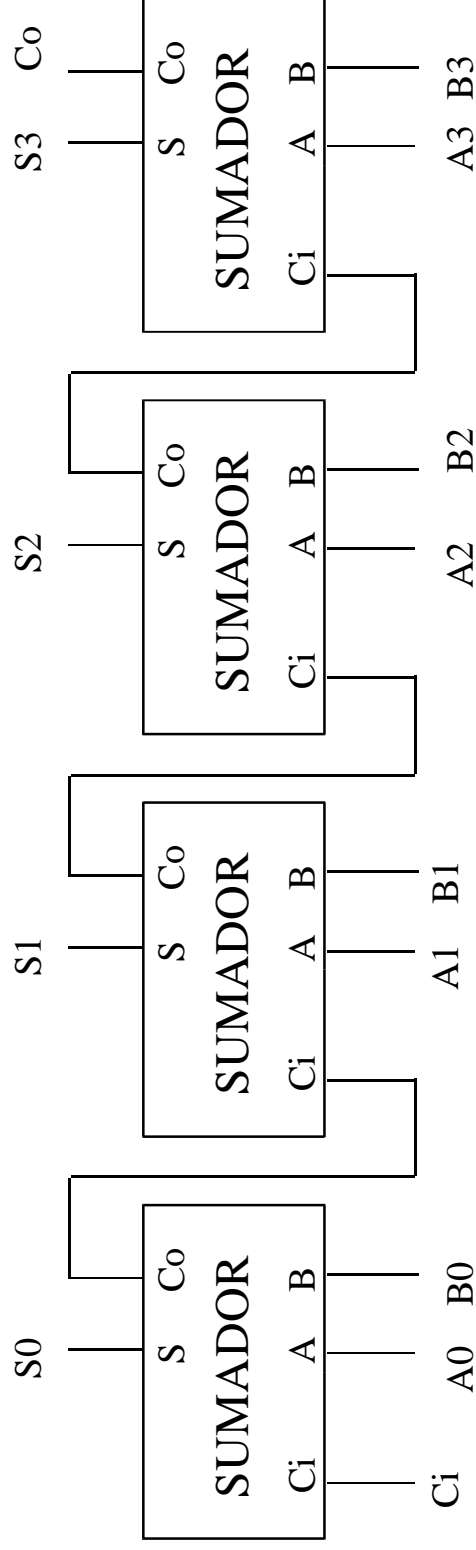 S0 S1 S2 S3 Co
S Co S Co S Co S Co
SUMADOR SUMADOR SUMADOR SUMADOR
Ci A B Ci A B Ci A B Ci A B
Ci A0 B0 A1 B1 A2 B2 A3 B3